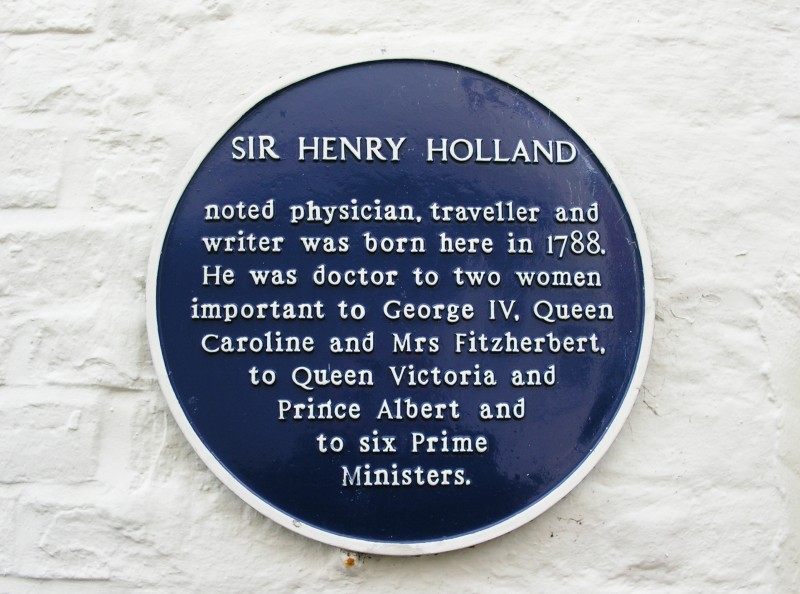 SIR HENRY HOLLAND
noted physician, traveller and
writer was born here in 1788.
He was doctor to two women
important to George IV, Queen
Caroline and Mrs Fitzherbert,
to Queen Victoria and
Prince Albert and
to six Prime
Ministers.